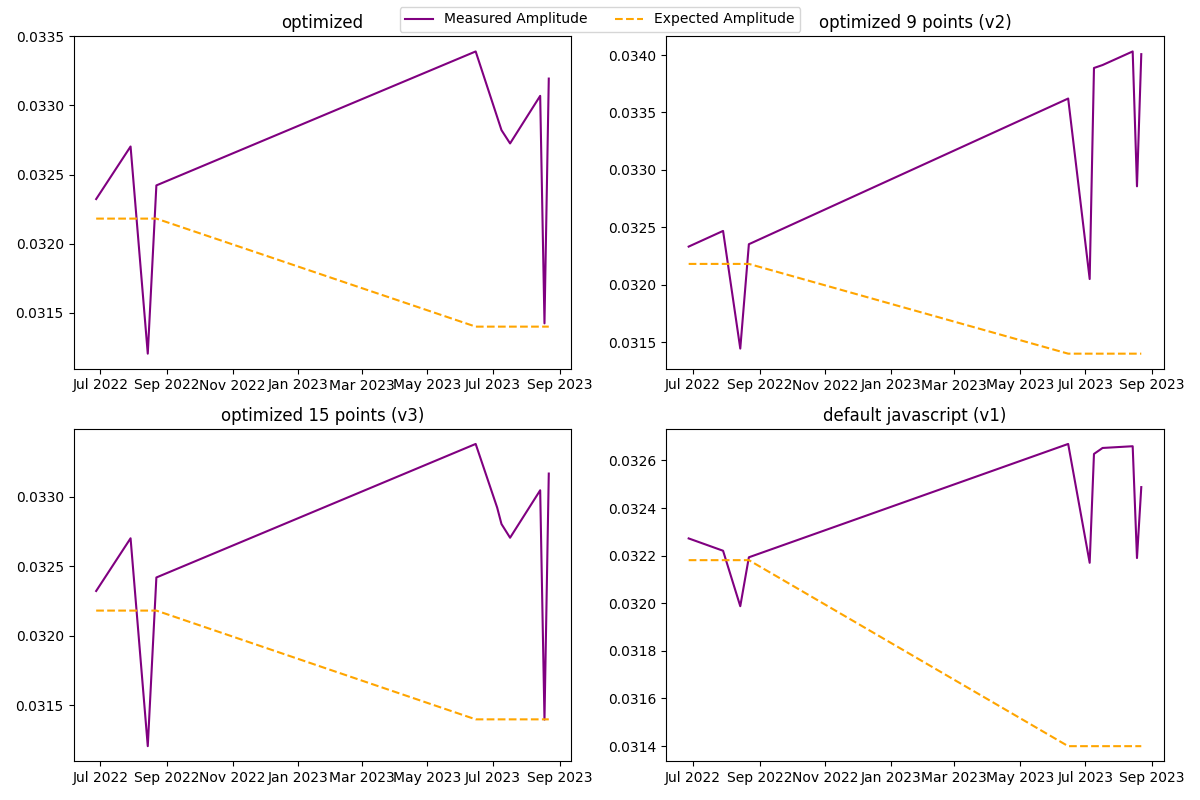 Measured Amplitude Expected Amplitude
optimized
0.0335
0.0330
0.0325
0.0320
0.0315
Jul 2022 Sep 2022 Nov 2022 Jan 2023 Mar 2023 May 2023 Jul 2023 Sep 2023
optimized 9 points (v2)
0.0340
0.0335
0.0330
0.0325
0.0320
0.0315
Jul 2022 Sep 2022 Nov 2022 Jan 2023 Mar 2023 May 2023 Jul 2023 Sep 2023
optimized 15 points (v3)
0.0330
0.0325
0.0320
0.0315
Jul 2022 Sep 2022 Nov 2022 Jan 2023 Mar 2023 May 2023 Jul 2023 Sep 2023
default javascript (v1)
0.0326
0.0324
0.0322
0.0320
0.0318
0.0316
0.0314
Jul 2022 Sep 2022 Nov 2022 Jan 2023 Mar 2023 May 2023 Jul 2023 Sep 2023